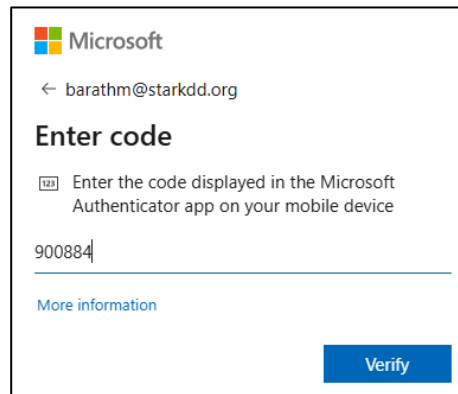 Microsoft
← barathm@starkdd.org
Enter code
123 Enter the code displayed in the Microsoft
Authenticator app on your mobile device
900884
More information
Verify